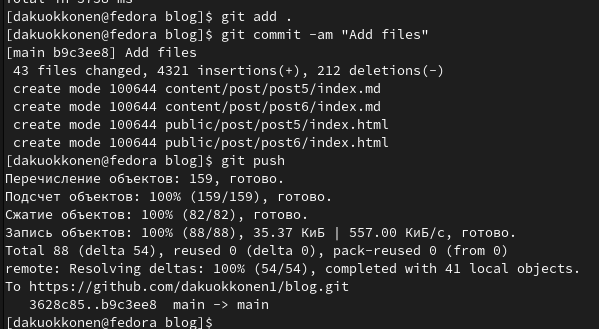 Total in 3758 ms
[dakuokkonen@fedora blog]$ git add .
[dakuokkonen@fedora blog]$ git commit -am "Add files"
[main b9c3ee8] Add files
 43 files changed, 4321 insertions(+), 212 deletions(-)
 create mode 100644 content/post/post5/index.md
 create mode 100644 content/post/post6/index.md
 create mode 100644 public/post/post5/index.html
 create mode 100644 public/post/post6/index.html
[dakuokkonen@fedora blog]$ git push
Перечисление объектов: 159, готово.
Подсчет объектов: 100% (159/159), готово.
Сжатие объектов: 100% (82/82), готово.
Запись объектов: 100% (88/88), 35.37 КиБ | 557.00 КиБ/с, готово.
Total 88 (delta 54), reused 0 (delta 0), pack-reused 0 (from 0)
remote: Resolving deltas: 100% (54/54), completed with 41 local objects.
To https://github.com/dakuokkonen1/blog.git
   3628c85..b9c3ee8  main -> main
[dakuokkonen@fedora blog]$